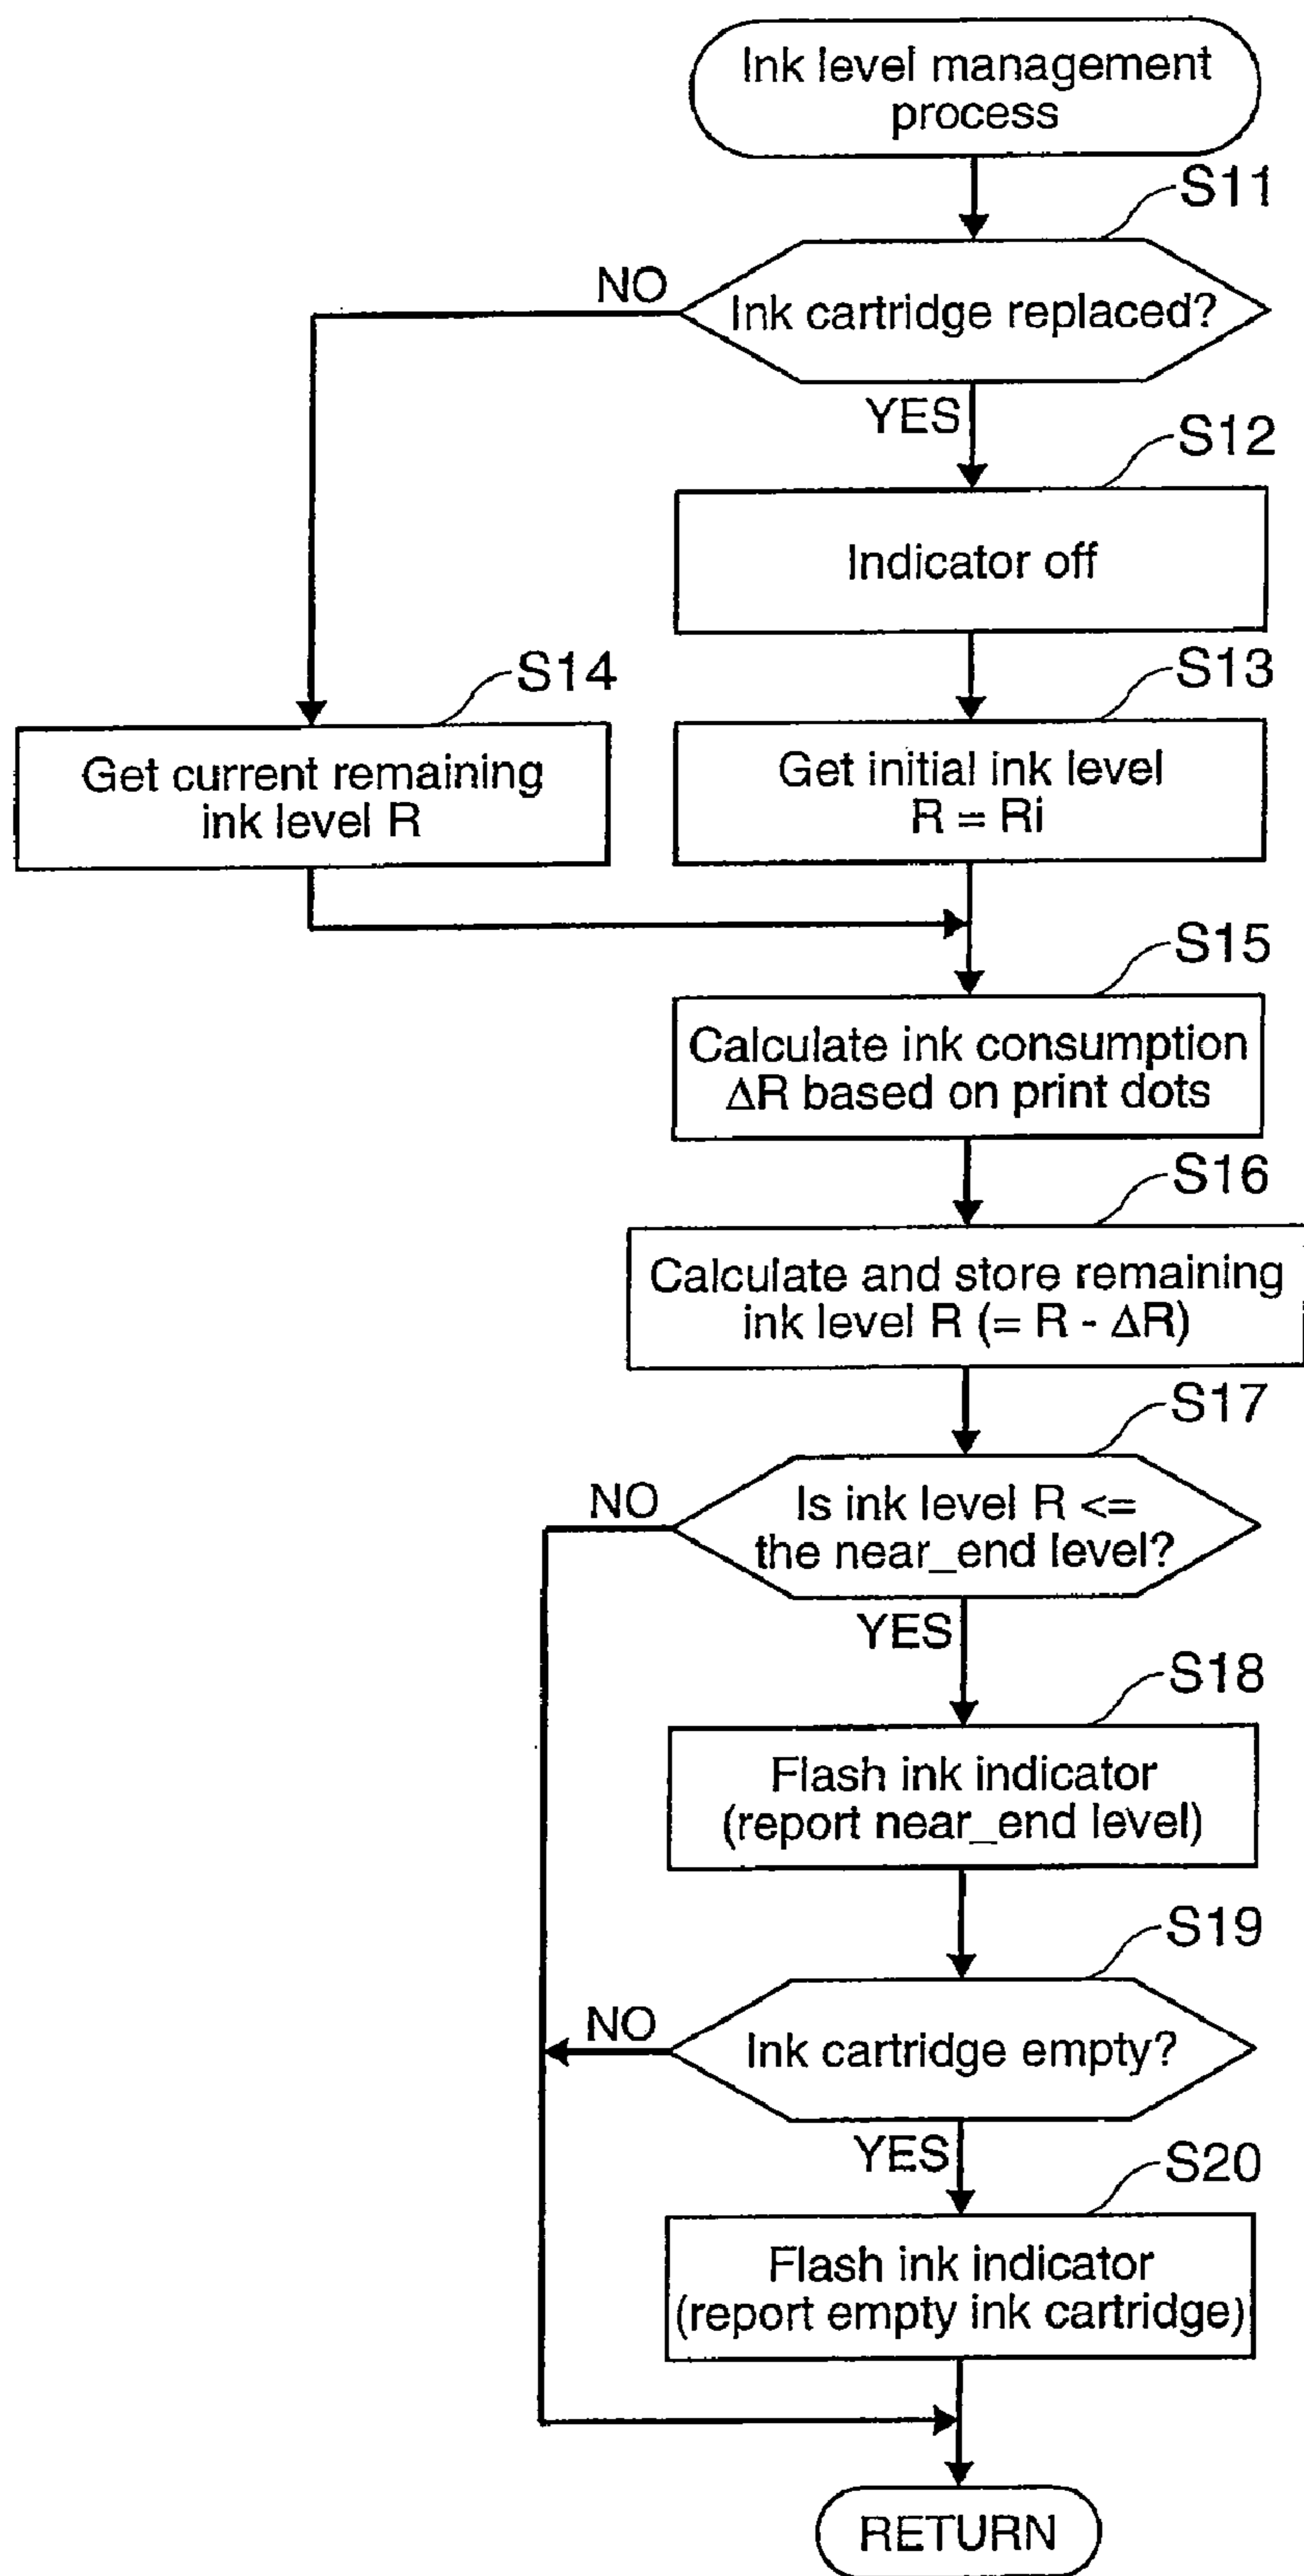 Ink level management
process
S11
NO
Ink cartridge replaced?
YES
S12
Indicator off
S14
S13
Get current remaining
ink level R
Get initial ink level
R = Ri
S15
Calculate ink consumption
ΔR based on print dots
S16
Calculate and store remaining
ink level R (= R - ΔR)
S17
NO
Is ink level R <=
the near_end level?
YES
S18
Flash ink indicator
(report near_end level)
S19
NO
Ink cartridge empty?
YES
S20
Flash ink indicator
(report empty ink cartridge)
RETURN